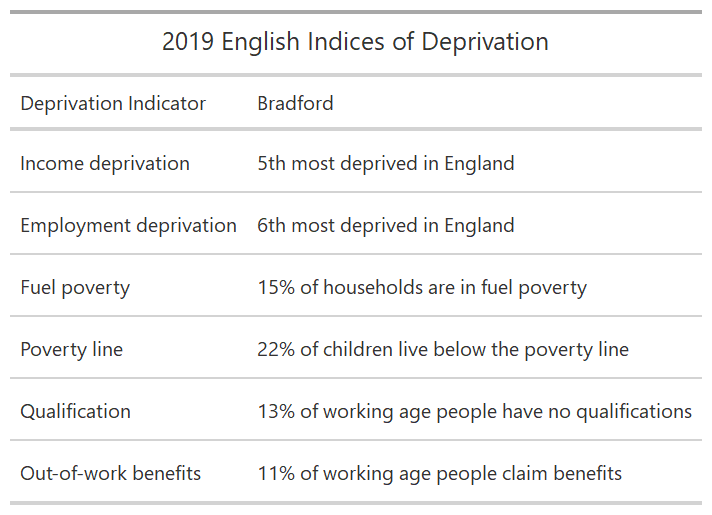 2019 English Indices of Deprivation
Deprivation Indicator Bradford
Income deprivation 5th most deprived in England
Employment deprivation 6th most deprived in England
Fuel poverty 15% of households are in fuel poverty
Poverty line 22% of children live below the poverty line
Qualification 13% of working age people have no qualifications
Out-of-work benefits 11% of working age people claim benefits